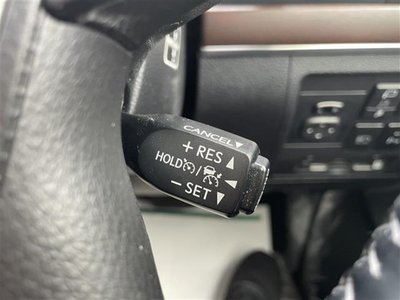 CANCEL▼
+ RES ▲
HOLD /
− SET ▼